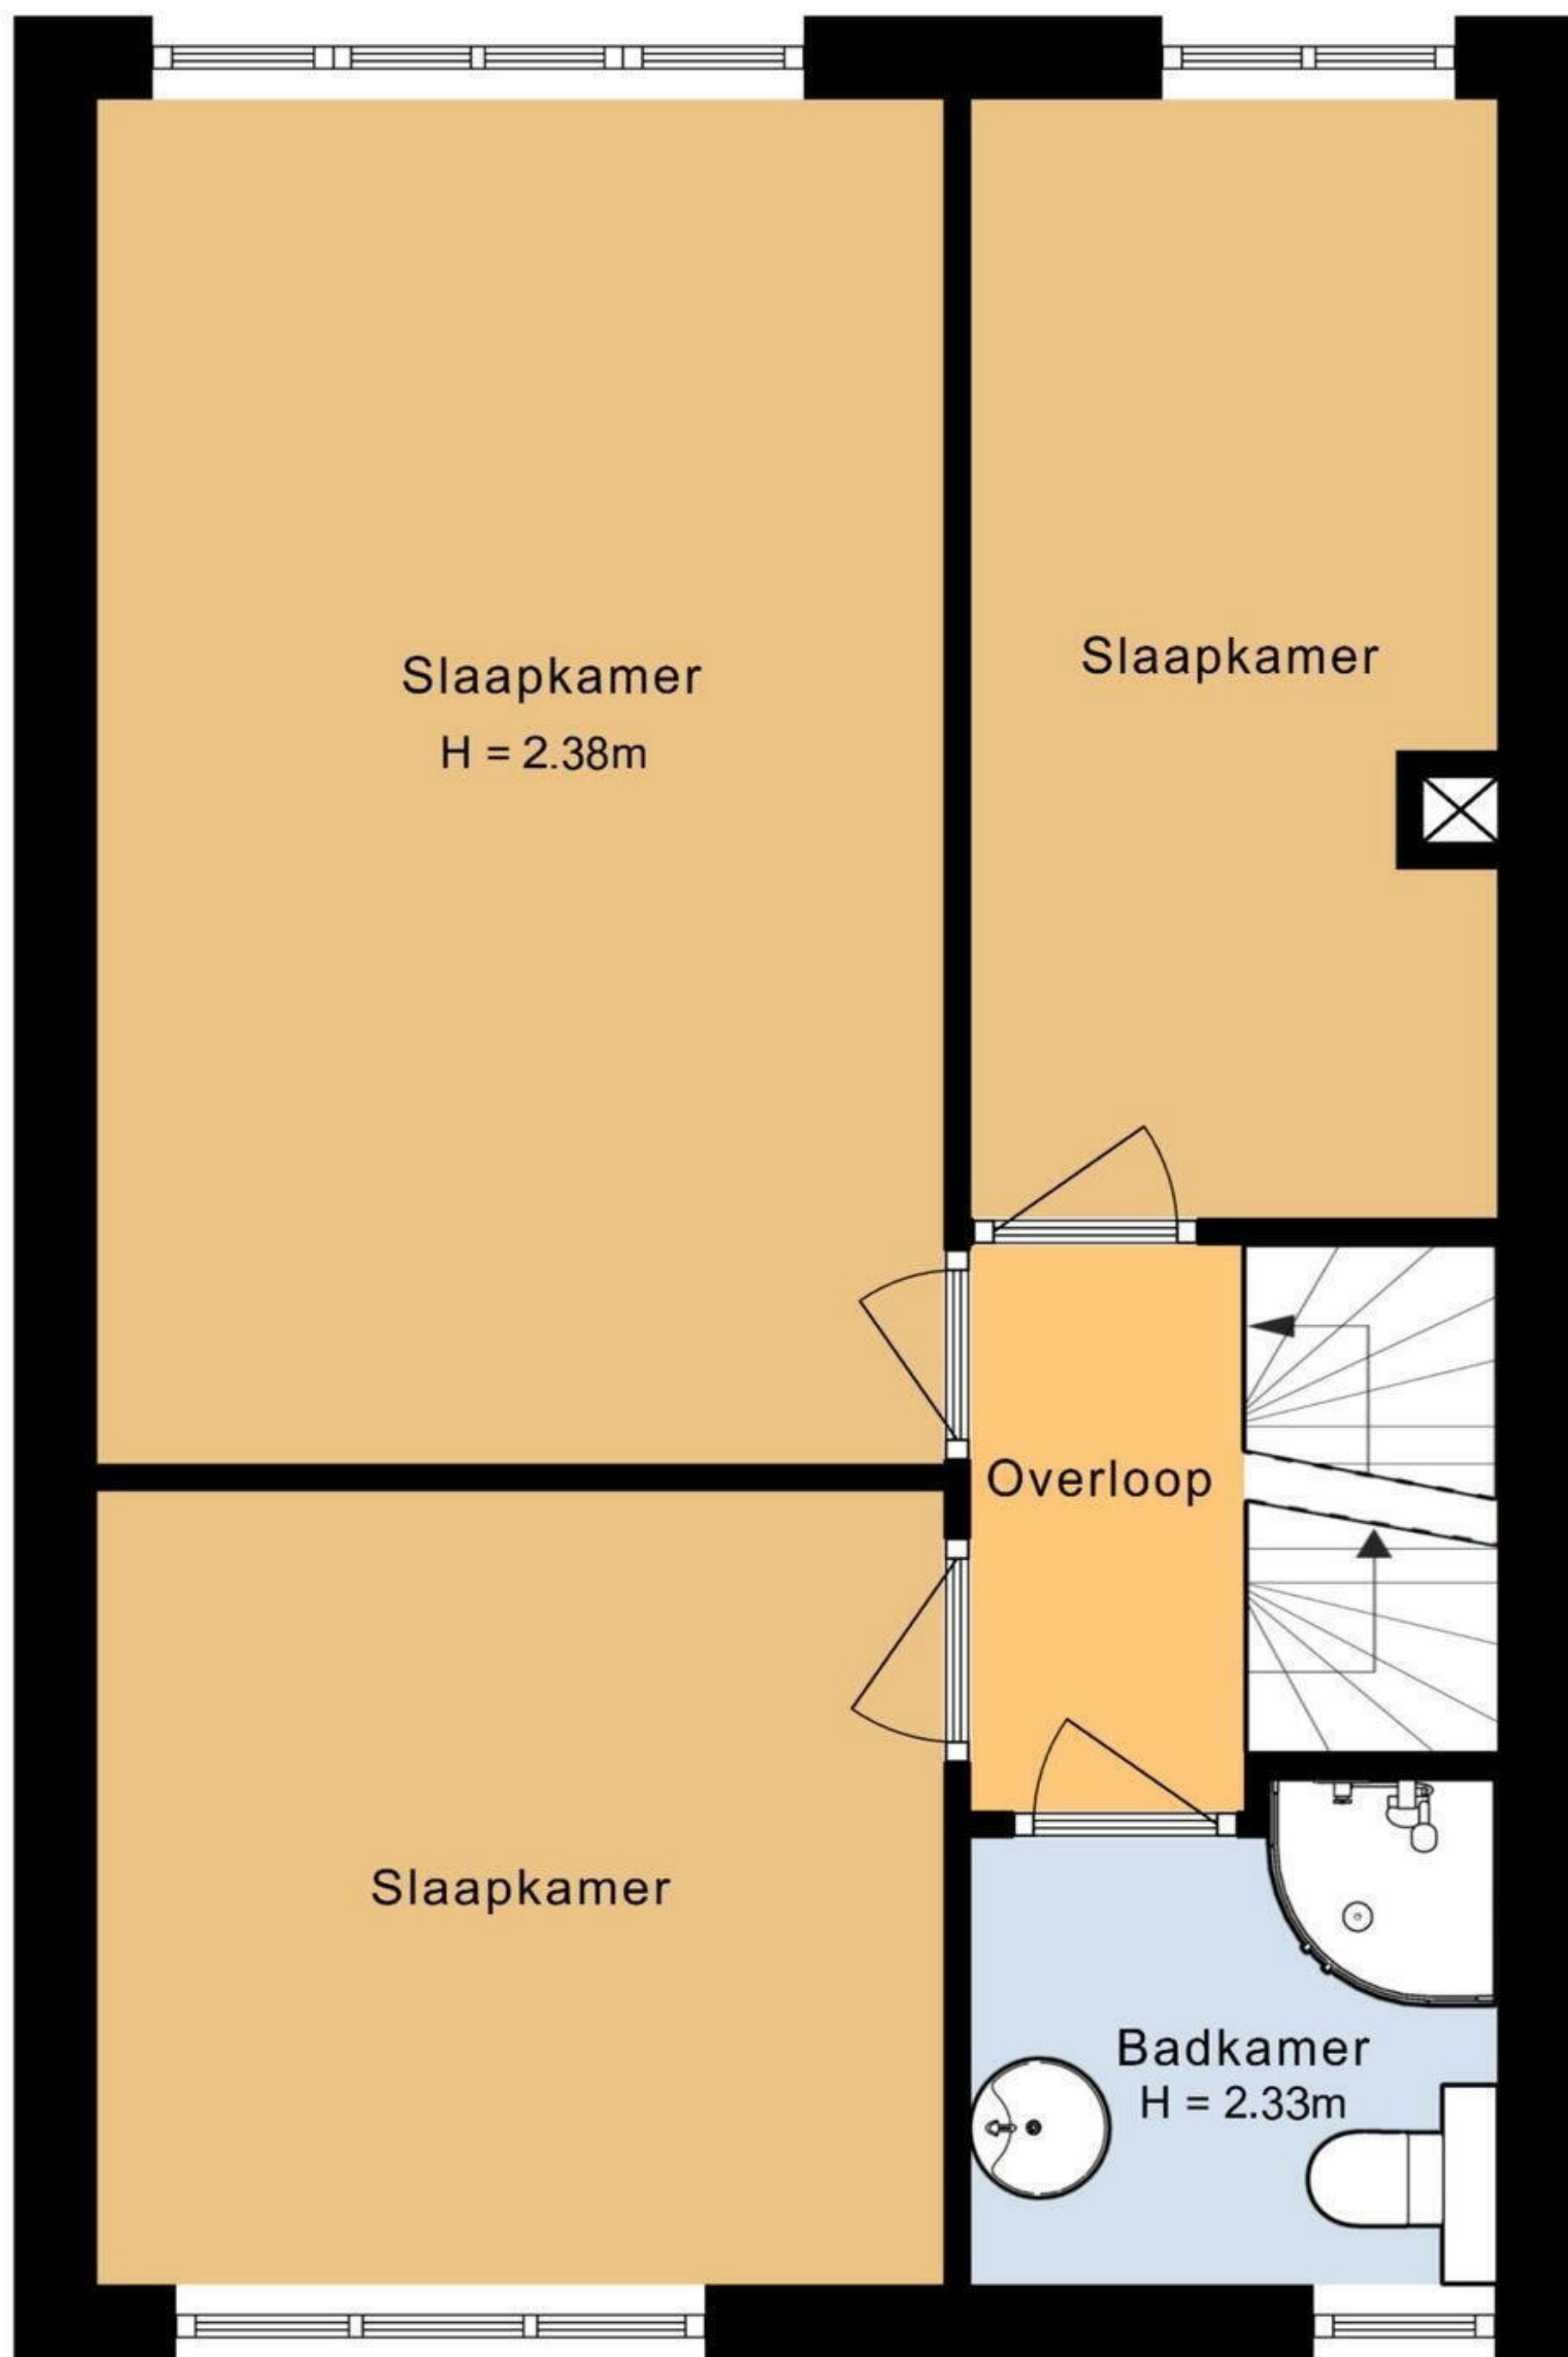 Slaapkamer
H = 2.38m
Slaapkamer
Overloop
Slaapkamer
Badkamer
H = 2.33m